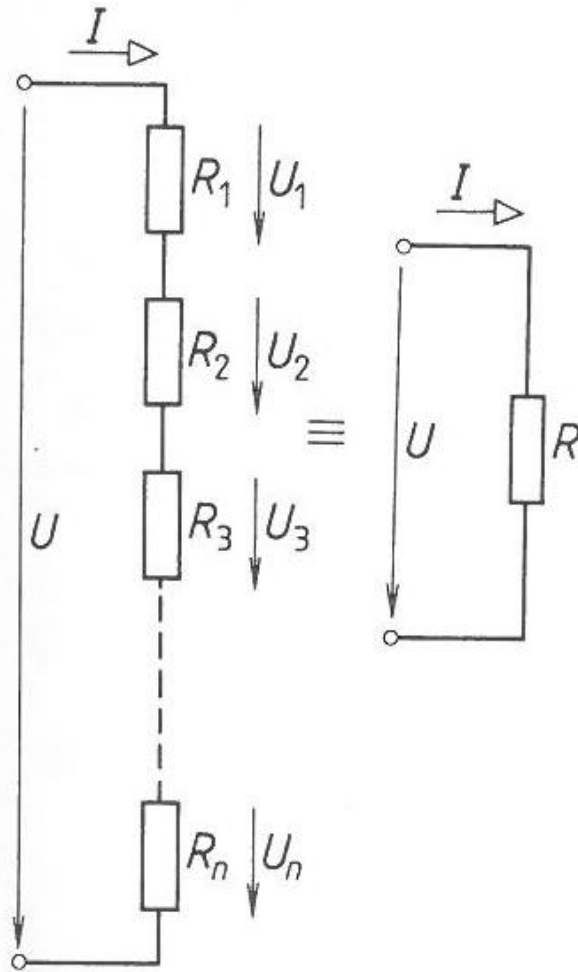 I
R₁ U₁
I
R₂ U₂
≡
U R
R₃ U₃
U
Rₙ Uₙ